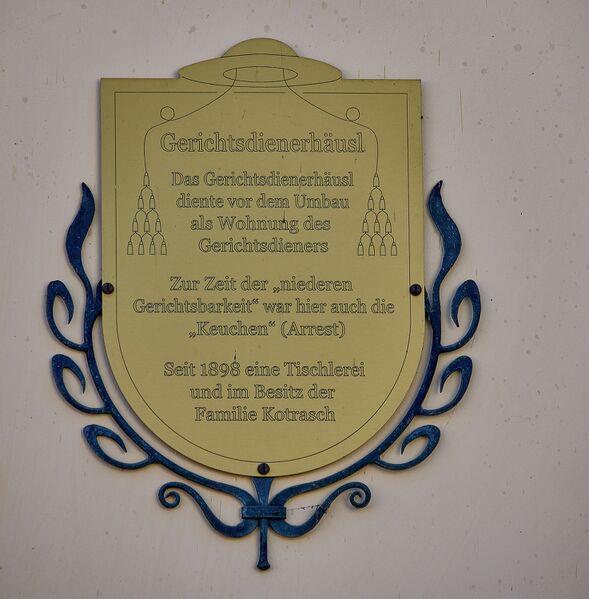 Gerichtsdienerhäusl
Das Gerichtsdienerhäusl
diente vor dem Umbau
als Wohnung des
Gerichtsdieners
Zur Zeit der „niederen
Gerichtsbarkeit“ war hier auch die
„Keuchen“ (Arrest)
Seit 1898 eine Tischlerei
und im Besitz der
Familie Kotrasch